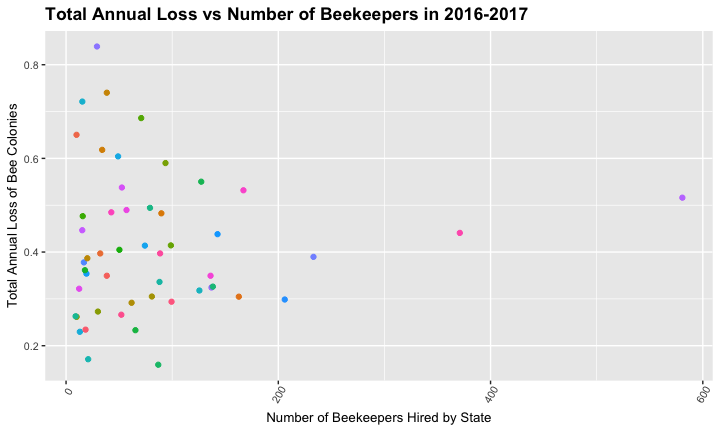 Total Annual Loss vs Number of Beekeepers in 2016-2017
Total Annual Loss of Bee Colonies
0.8
0.6
0.4
0.2
0
200
400
600
Number of Beekeepers Hired by State